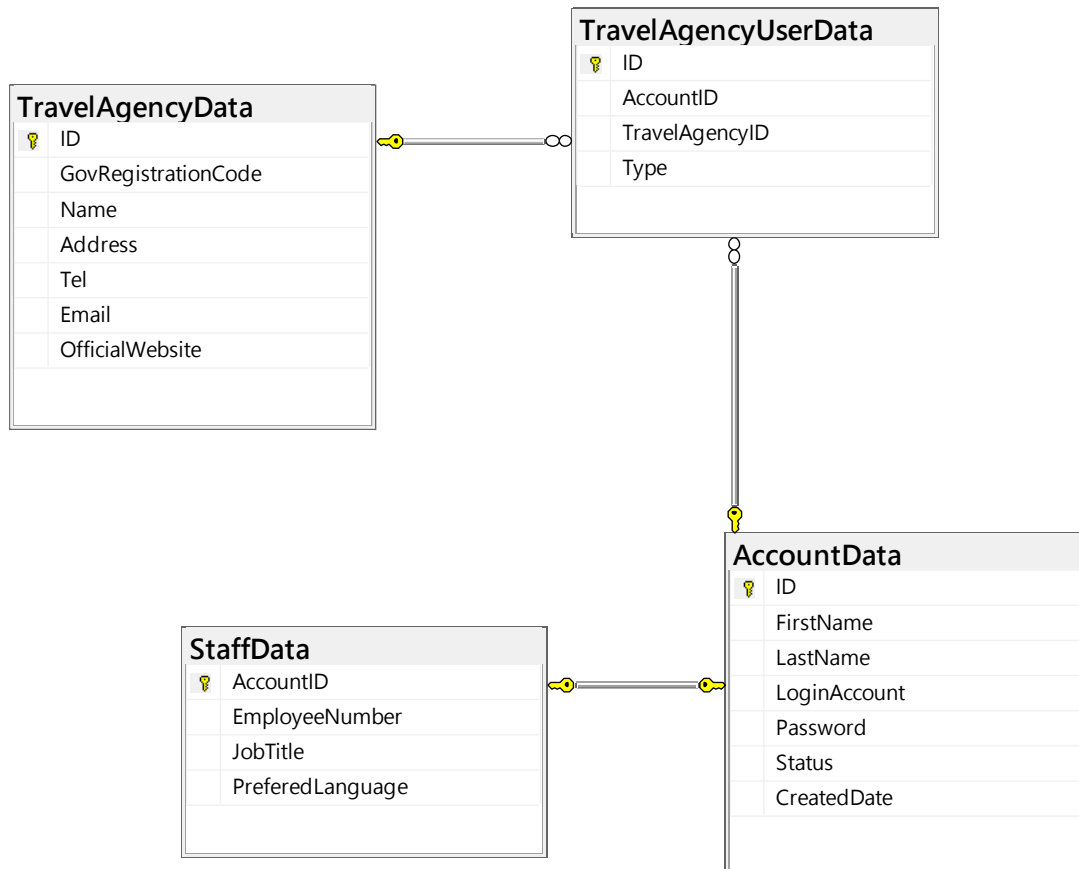 TravelAgencyUserData
ID
AccountID
TravelAgencyID
Type
TravelAgencyData
ID
GovRegistrationCode
Name
Address
Tel
Email
OfficialWebsite
AccountData
ID
FirstName
LastName
LoginAccount
Password
Status
CreatedDate
StaffData
AccountID
EmployeeNumber
JobTitle
PreferedLanguage